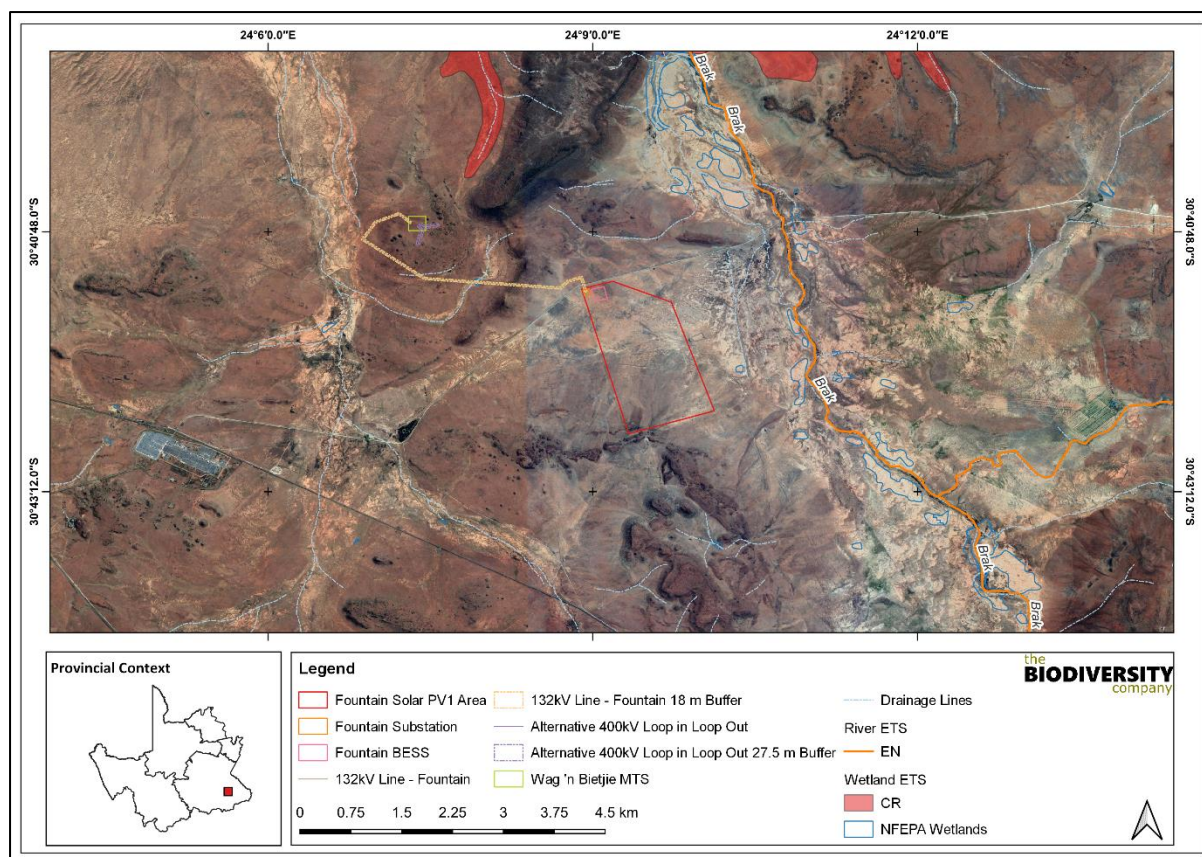 24°6'0.0"E
24°9'0.0"E
24°12'0.0"E
Brak
Brak
30°40'48.0"S
30°40'48.0"S
Brak
30°43'12.0"S
30°43'12.0"S
Brak
Brak
Provincial Context
Legend
Fountain Solar PV1 Area
Fountain Substation
Fountain BESS
132kV Line - Fountain
132kV Line - Fountain 18 m Buffer
Alternative 400kV Loop in Loop Out
Alternative 400kV Loop in Loop Out 27.5 m Buffer
Wag 'n Bietjie MTS
0 0.75 1.5 2.25 3 3.75 4.5 km
the
BIODIVERSITY
company
Drainage Lines
River ETS
EN
Wetland ETS
CR
NFEPA Wetlands